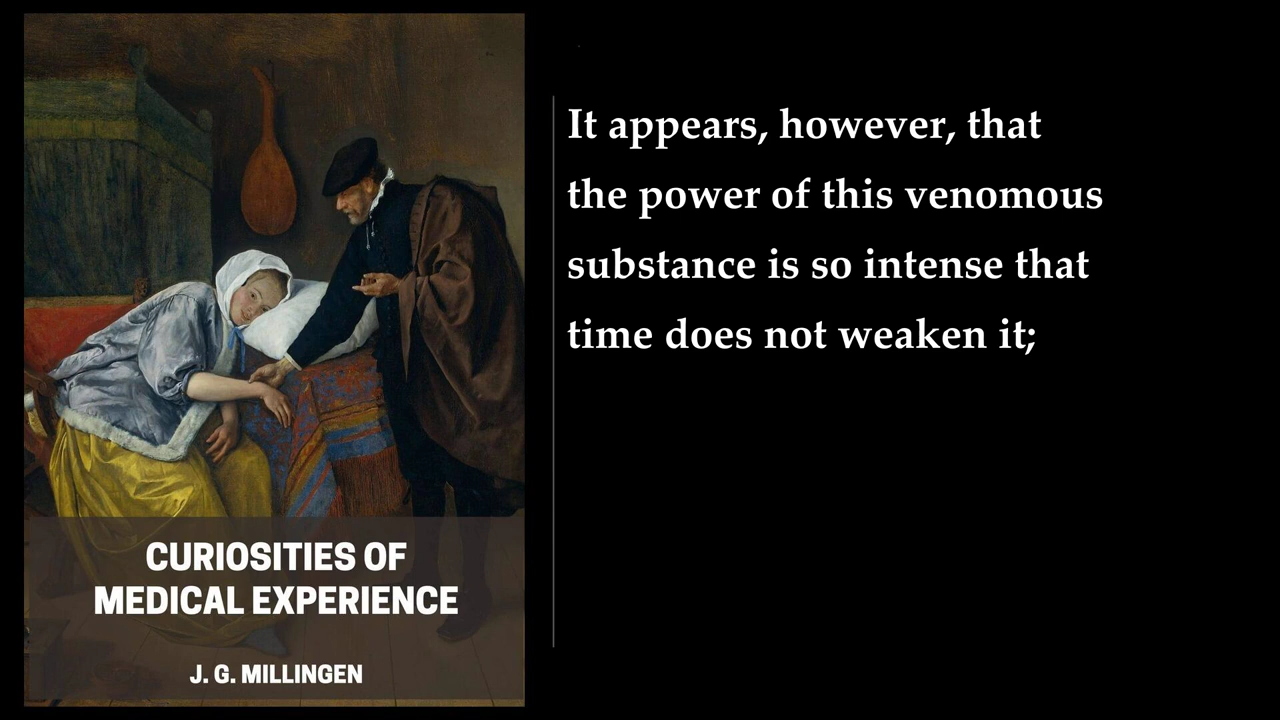 CURIOSITIES OF
MEDICAL EXPERIENCE
J. G. MILLINGEN
It appears, however, that
the power of this venomous
substance is so intense that
time does not weaken it;